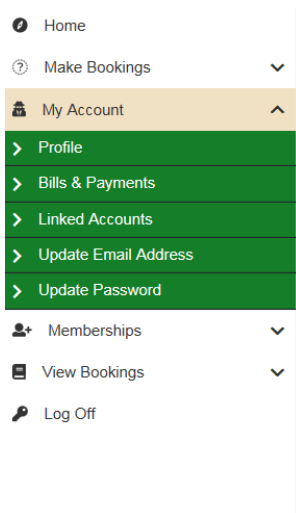 Home
Make Bookings
My Account
Profile
Bills & Payments
Linked Accounts
Update Email Address
Update Password
Memberships
View Bookings
Log Off